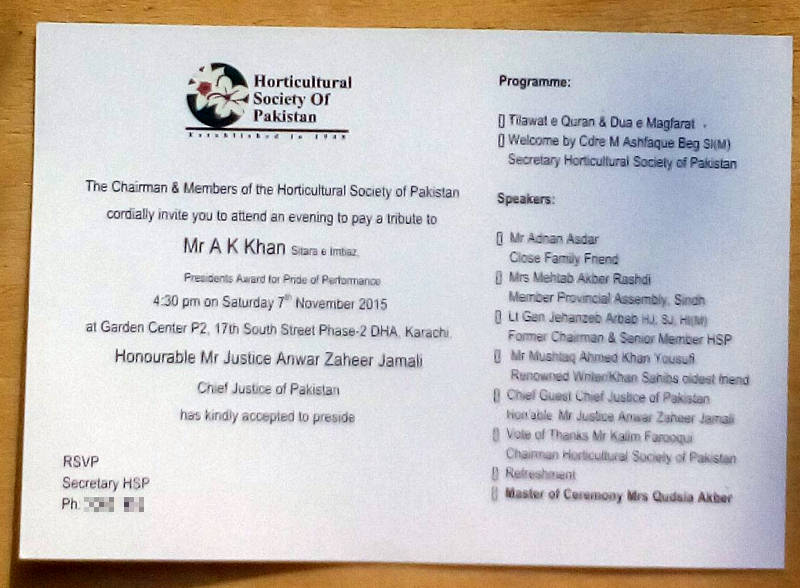 Horticultural
Society Of
Pakistan
Established in 1948
The Chairman & Members of the Horticultural Society of Pakistan
cordially invite you to attend an evening to pay a tribute to
Mr A K Khan Sitara e Imtiaz,
Presidents Award for Pride of Performance
4:30 pm on Saturday 7th November 2015
at Garden Center P2, 17th South Street Phase-2 DHA, Karachi.
Honourable Mr Justice Anwar Zaheer Jamali
Chief Justice of Pakistan
has kindly accepted to preside
RSVP
Secretary HSP
Ph.
Programme:
Tilawat e Quran & Dua e Magfarat
Welcome by Cdre M Ashfaque Beg SI(M)
Secretary Horticultural Society of Pakistan
Speakers:
Mr Adnan Asdar
Close Family Friend
Mrs Mehtab Akber Rashdi
Member Provincial Assembly, Sindh
Lt Gen Jehanzeb Arbab HJ, SJ, HI(M)
Former Chairman & Senior Member HSP
Mr Mushtaq Ahmed Khan Yousufi
Renowned Writer/Khan Sahibs oldest friend
Chief Guest Chief Justice of Pakistan
Hon'able Mr Justice Anwar Zaheer Jamali
Vote of Thanks Mr Kalim Farooqui
Chairman Horticultural Society of Pakistan
Refreshment
Master of Ceremony Mrs Qudsia Akber